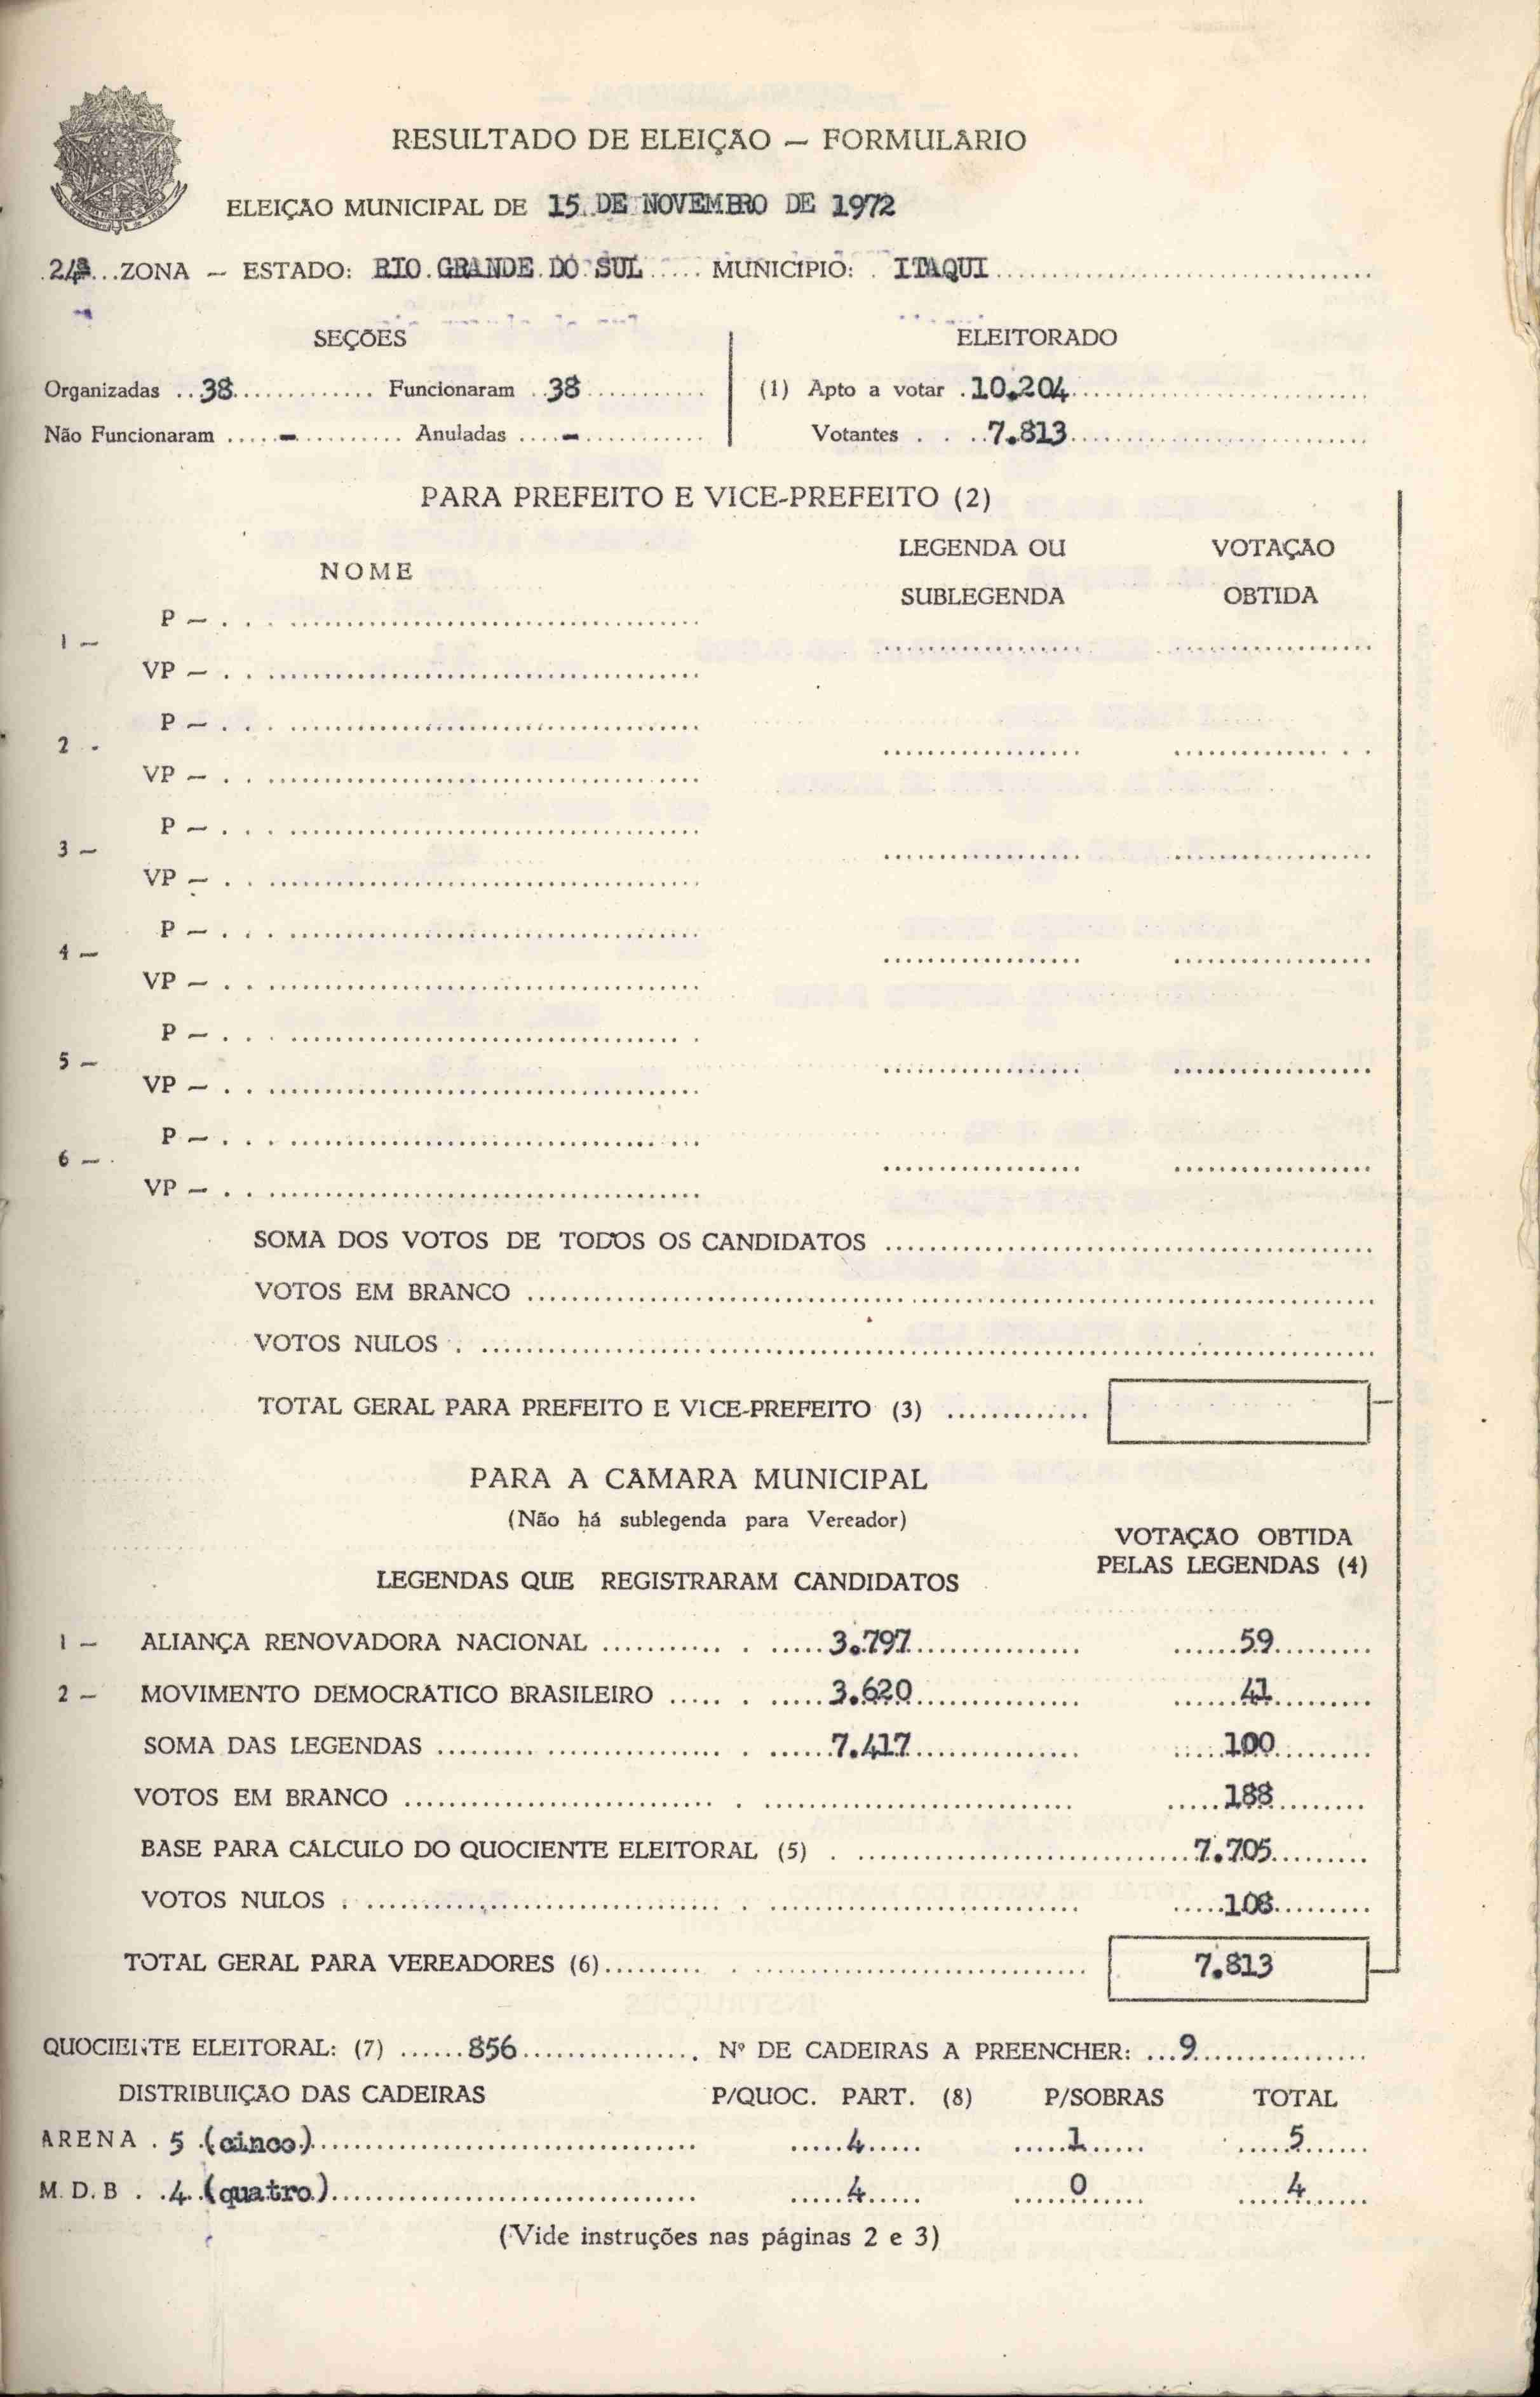 RESULTADO DE ELEIÇÃO — FORMULARIO
ELEIÇÃO MUNICIPAL DE 15 DE NOVEMBRO DE 1972
24ª ZONA — ESTADO: RIO GRANDE DO SUL MUNICIPIO: ITAQUI
SEÇÕES ELEITORADO
Organizadas 38 Funcionaram 38 (1) Apto a votar 10.204
Não Funcionaram - Anuladas - Votantes 7.813
PARA PREFEITO E VICE-PREFEITO (2)
NOME LEGENDA OU SUBLEGENDA VOTAÇÃO OBTIDA
1 — P —
VP —
2 - P —
VP —
3 — P —
VP —
4 — P —
VP —
5 — P —
VP —
6 — P —
VP —
SOMA DOS VOTOS DE TODOS OS CANDIDATOS
VOTOS EM BRANCO
VOTOS NULOS
TOTAL GERAL PARA PREFEITO E VICE-PREFEITO (3)
PARA A CÂMARA MUNICIPAL
(Não há sublegenda para Vereador)
LEGENDAS QUE REGISTRARAM CANDIDATOS VOTAÇÃO OBTIDA PELAS LEGENDAS (4)
1 — ALIANÇA RENOVADORA NACIONAL 3.797 59
2 — MOVIMENTO DEMOCRÁTICO BRASILEIRO 3.620 41
SOMA DAS LEGENDAS 7.417 100
VOTOS EM BRANCO 188
BASE PARA CÁLCULO DO QUOCIENTE ELEITORAL (5) 7.705
VOTOS NULOS 108
TOTAL GERAL PARA VEREADORES (6) 7.813
QUOCIENTE ELEITORAL: (7) 856 Nº DE CADEIRAS A PREENCHER: 9
DISTRIBUIÇÃO DAS CADEIRAS P/QUOC. PART. (8) P/SOBRAS TOTAL
ARENA 5 (cinco) 4 1 5
M. D. B 4 (quatro) 4 0 4
(Vide instruções nas páginas 2 e 3)